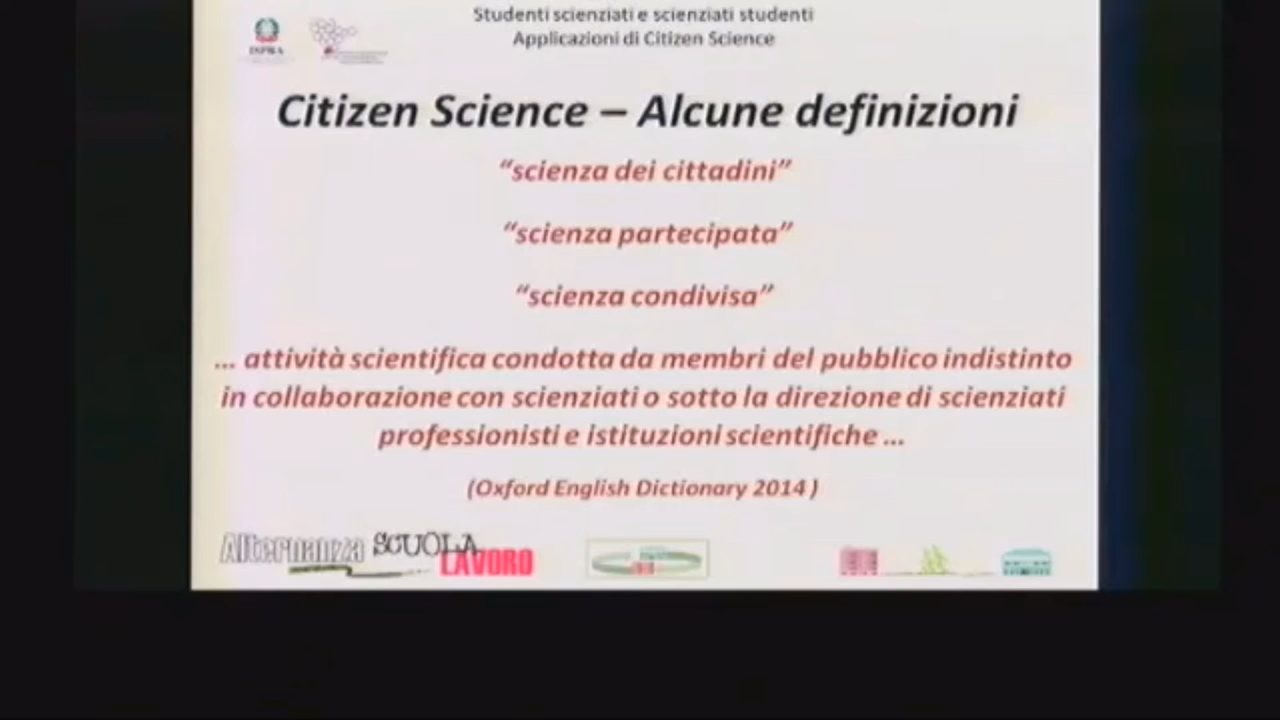 Studenti scienziati e scienziati studenti
Applicazioni di Citizen Science
ISPRA
Citizen Science – Alcune definizioni
“scienza dei cittadini”
“scienza partecipata”
“scienza condivisa”
... attività scientifica condotta da membri del pubblico indistinto
in collaborazione con scienziati o sotto la direzione di scienziati
professionisti e istituzioni scientifiche ...
(Oxford English Dictionary 2014 )
Alternanza SCUOLA
LAVORO